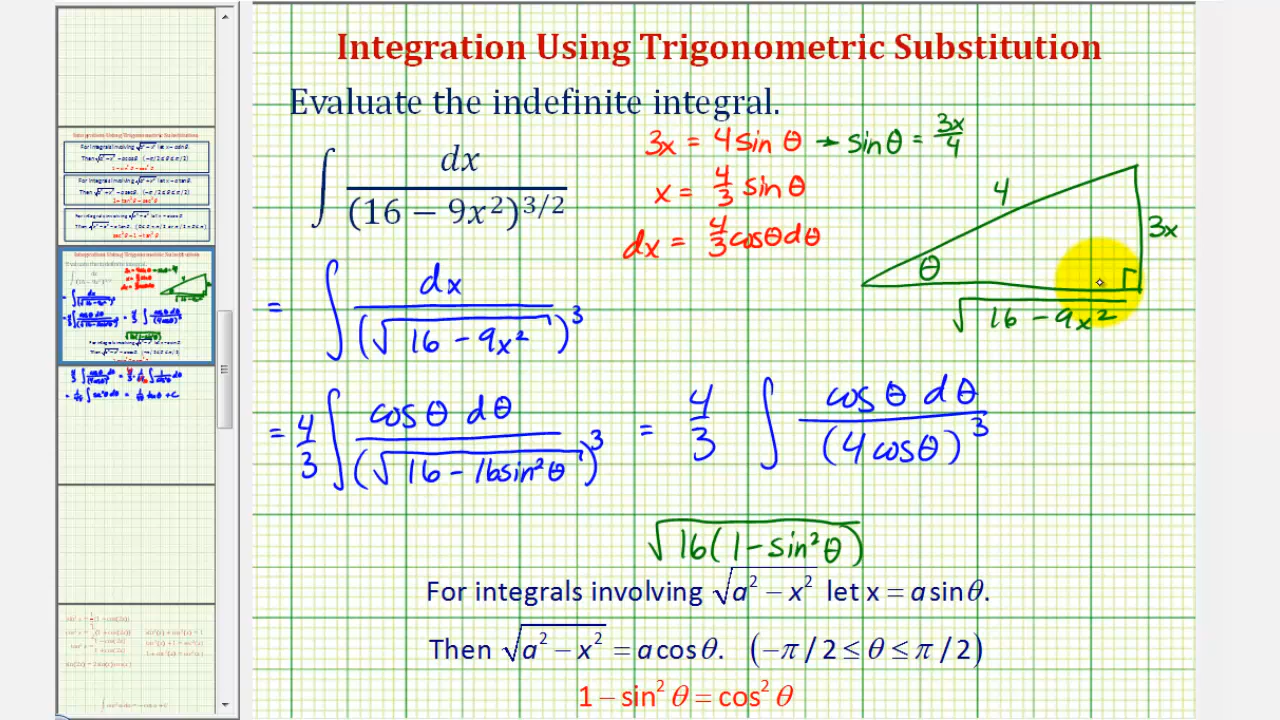 Integration Using Trigonometric Substitution
Evaluate the indefinite integral.
∫ dx / (16 − 9x²)^{3/2}
3x = 4 sin θ → sin θ = 3x/4
x = 4/3 sin θ
dx = 4/3 cos θ dθ
4
θ
3x
√(16 − 9x²)
= ∫ dx / (√(16 − 9x²))³
= 4/3 ∫ cos θ dθ / (√(16 − 16 sin² θ))³ = 4/3 ∫ cos θ dθ / (4 cos θ)³
√(16(1 − sin² θ))
For integrals involving √(a² − x²) let x = a sin θ.
Then √(a² − x²) = a cos θ. (−π / 2 ≤ θ ≤ π / 2)
1 − sin² θ = cos² θ